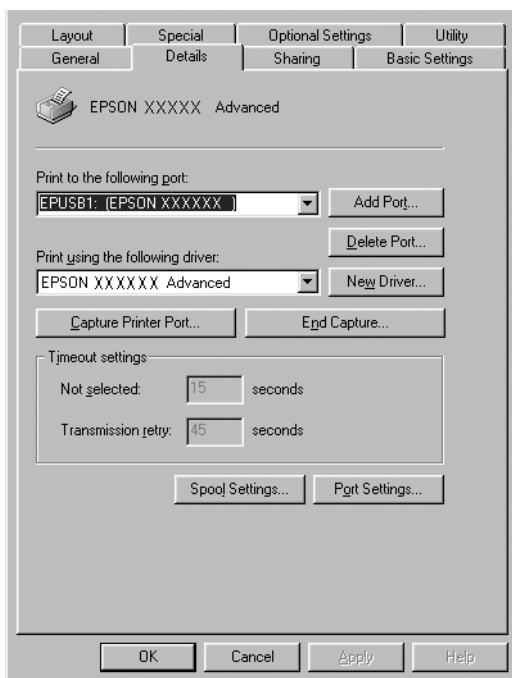 Layout Special Optional Settings Utility
General Details Sharing Basic Settings
EPSON XXXXX Advanced
Print to the following port:
EPUSB1: (EPSON XXXXXX ) Add Port...
Delete Port...
Print using the following driver:
EPSON XXXXXX Advanced New Driver...
Capture Printer Port... End Capture...
Timeout settings
Not selected: 15 seconds
Transmission retry: 45 seconds
Spool Settings... Port Settings...
OK Cancel Apply Help